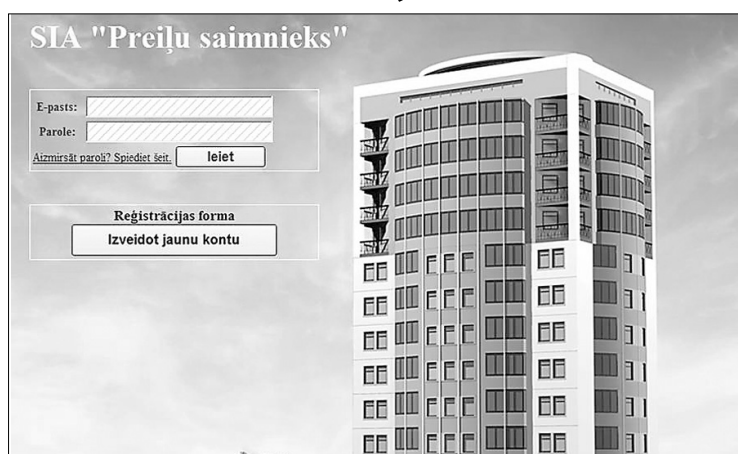 SIA "Preiļu saimnieks"
E-pasts:
Parole:
Aizmirsāt paroli? Spiediet šeit. Ieiet
Reģistrācijas forma
Izveidot jaunu kontu